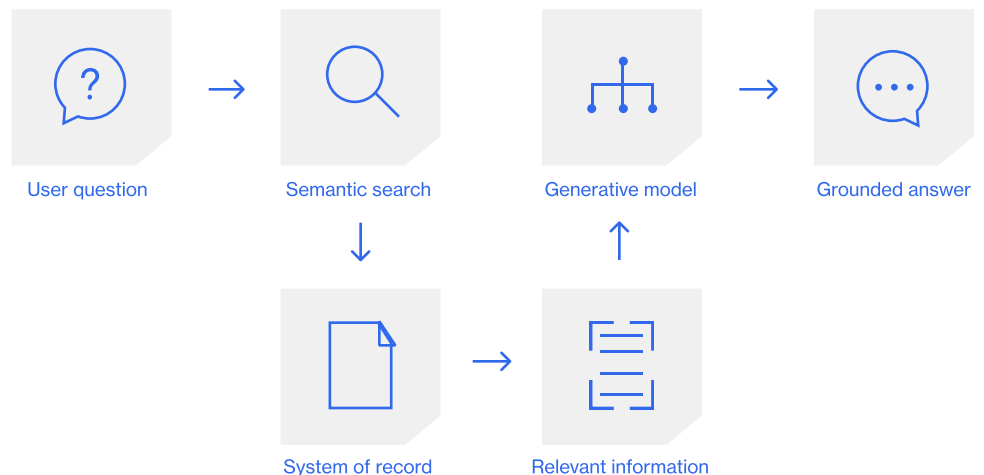 ?
User question
Semantic search
Generative model
Grounded answer
System of record
Relevant information